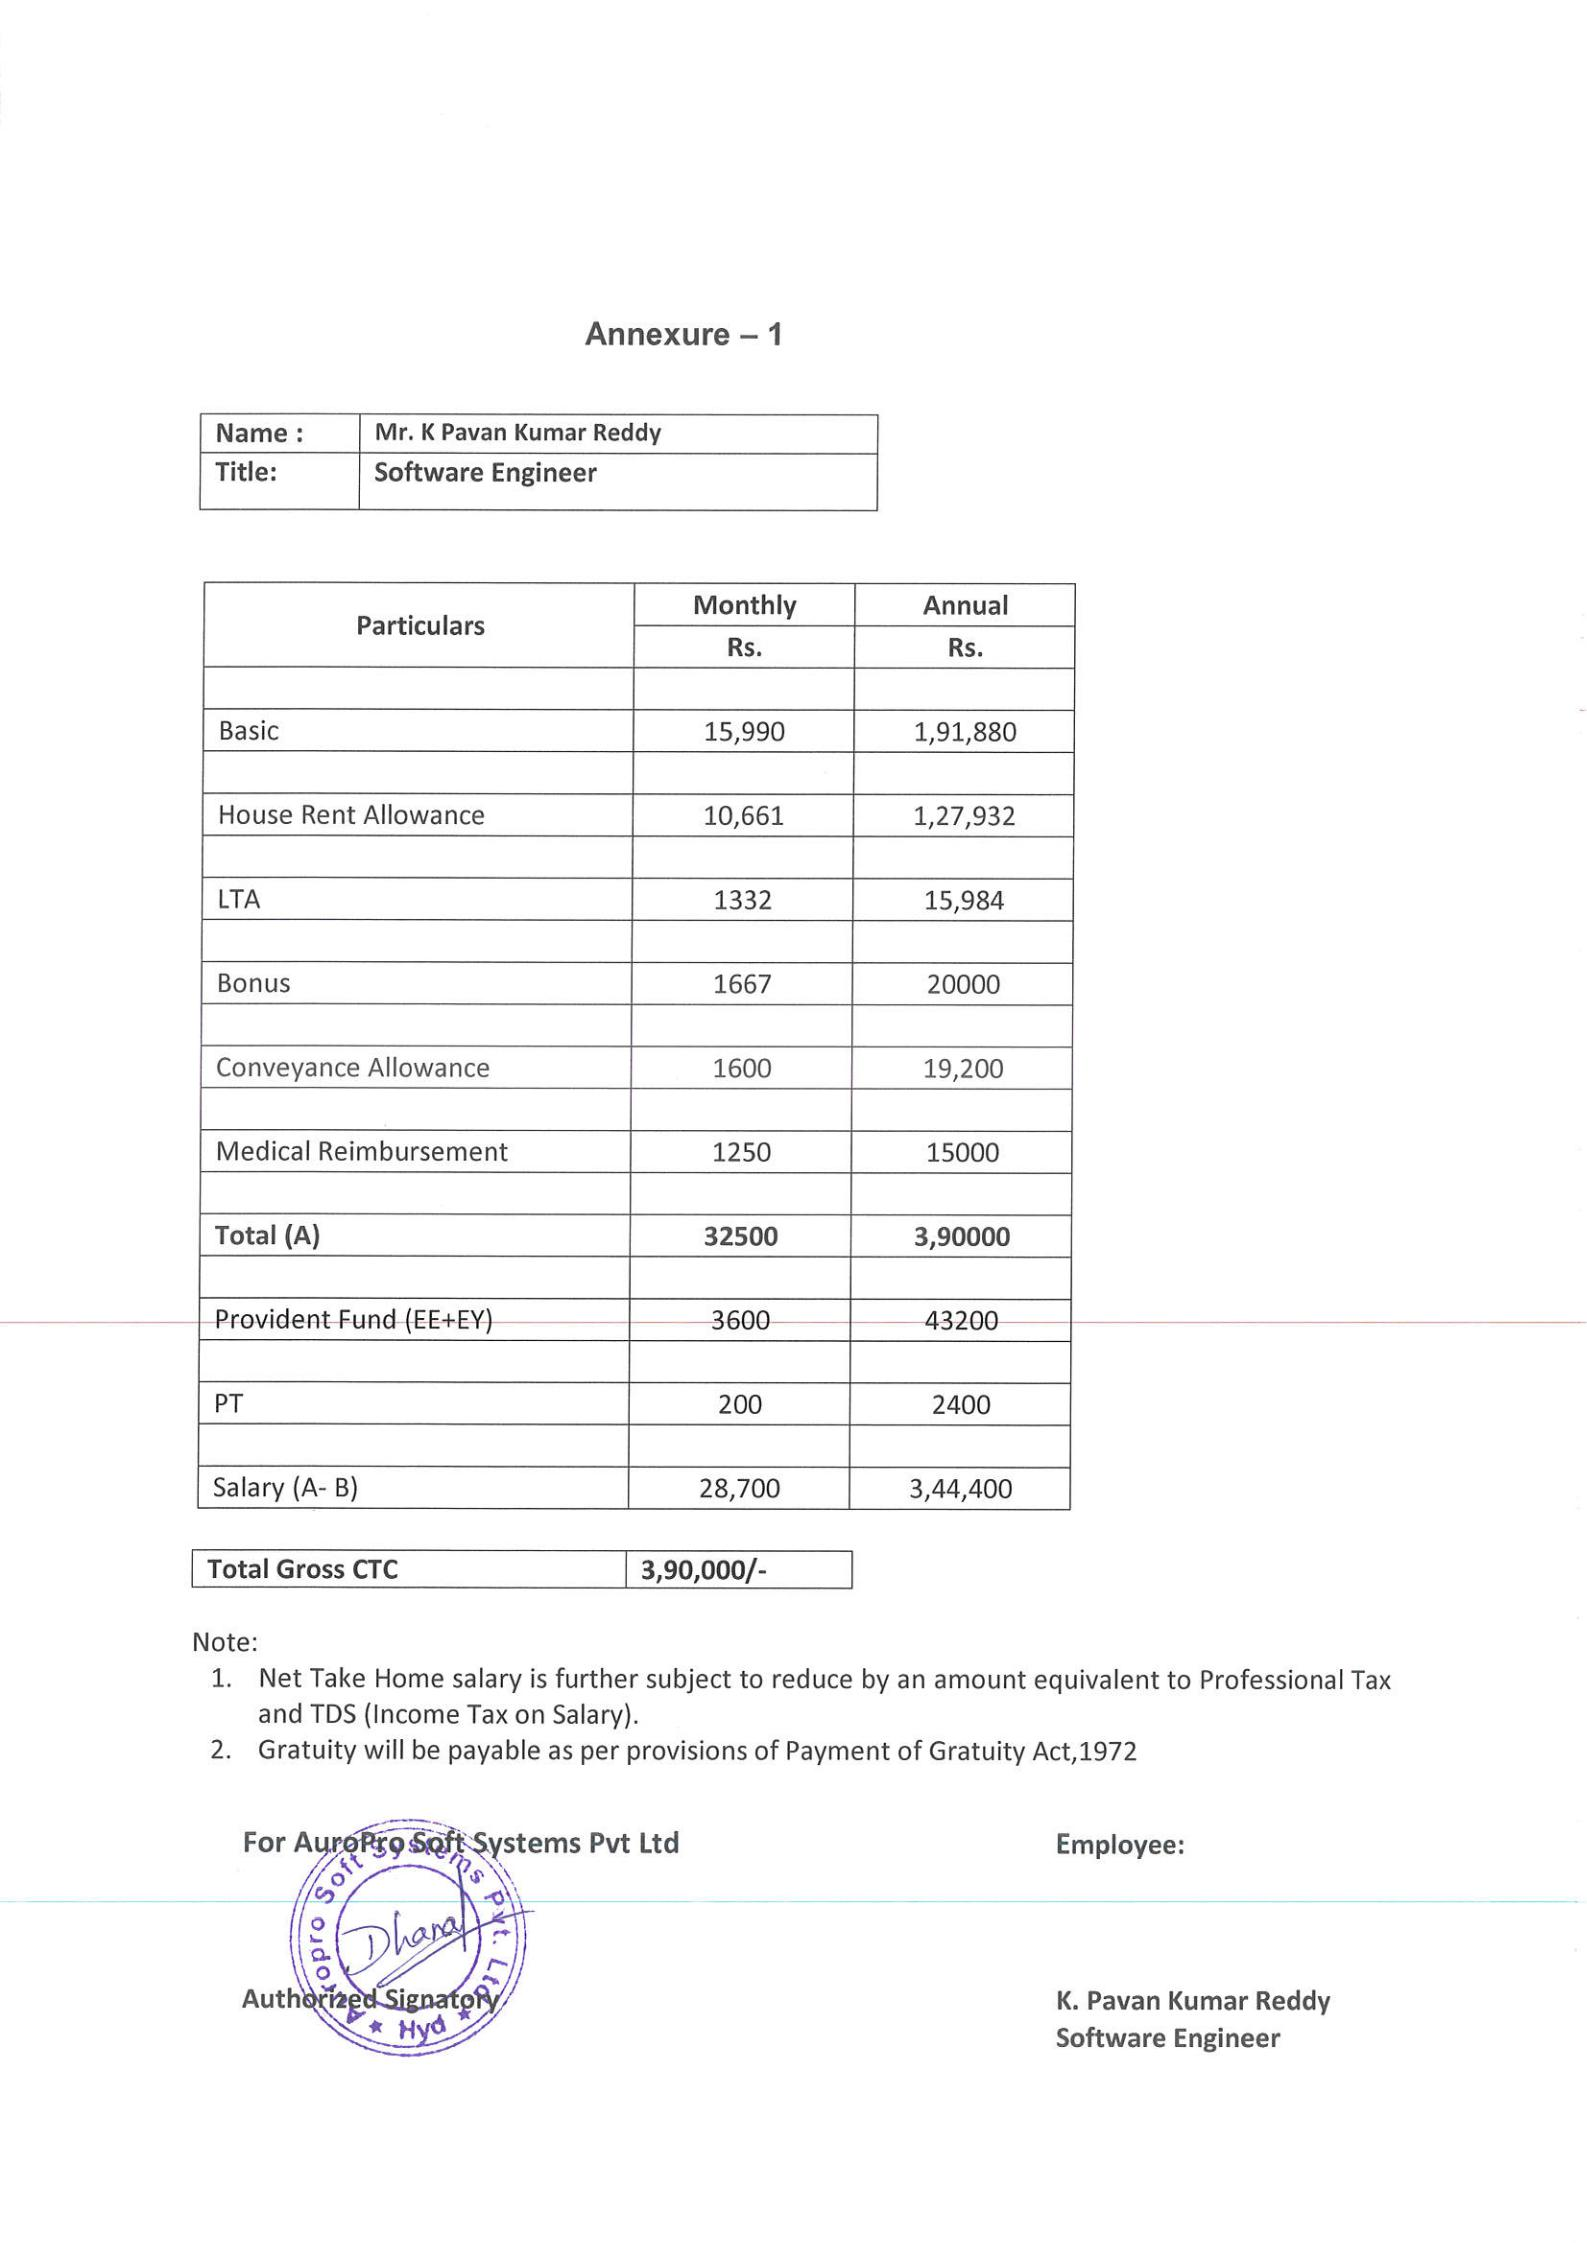 Annexure – 1
Name : Mr. K Pavan Kumar Reddy
Title: Software Engineer
Particulars Monthly Annual
Rs. Rs.
Basic 15,990 1,91,880
House Rent Allowance 10,661 1,27,932
LTA 1332 15,984
Bonus 1667 20000
Conveyance Allowance 1600 19,200
Medical Reimbursement 1250 15000
Total (A) 32500 3,90000
Provident Fund (EE+EY) 3600 43200
PT 200 2400
Salary (A- B) 28,700 3,44,400
Total Gross CTC 3,90,000/-
Note:
1. Net Take Home salary is further subject to reduce by an amount equivalent to Professional Tax
and TDS (Income Tax on Salary).
2. Gratuity will be payable as per provisions of Payment of Gratuity Act,1972
For AuroPro Soft Systems Pvt Ltd Employee:
Auropro Soft Systems Pvt. Ltd. ★ Hyd ★
Authorized Signatory K. Pavan Kumar Reddy
Software Engineer